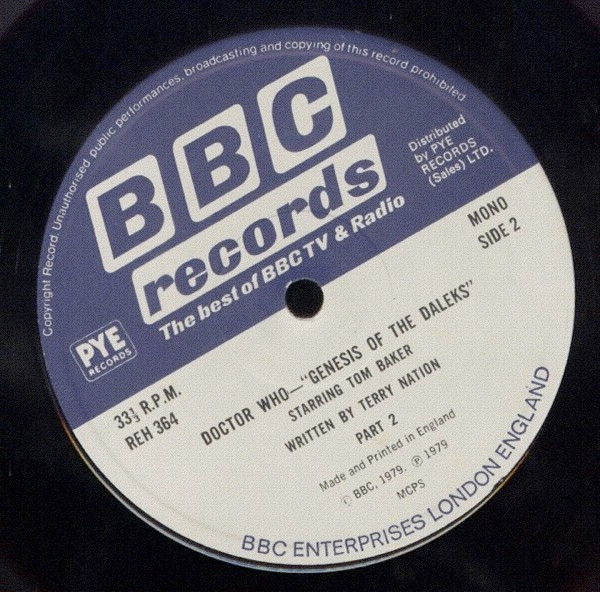 Copyright Record. Unauthorised public performances, broadcasting and copying of this record prohibited
BBC
records
The best of BBC TV & Radio
Distributed
by PYE
RECORDS
(Sales) LTD.
MONO
SIDE 2
PYE
RECORDS
33⅓ R.P.M.
REH 364
DOCTOR WHO—"GENESIS OF THE DALEKS"
STARRING TOM BAKER
WRITTEN BY TERRY NATION
PART 2
Made and Printed in England
© BBC, 1979. ℗ 1979
MCPS
BBC ENTERPRISES LONDON ENGLAND